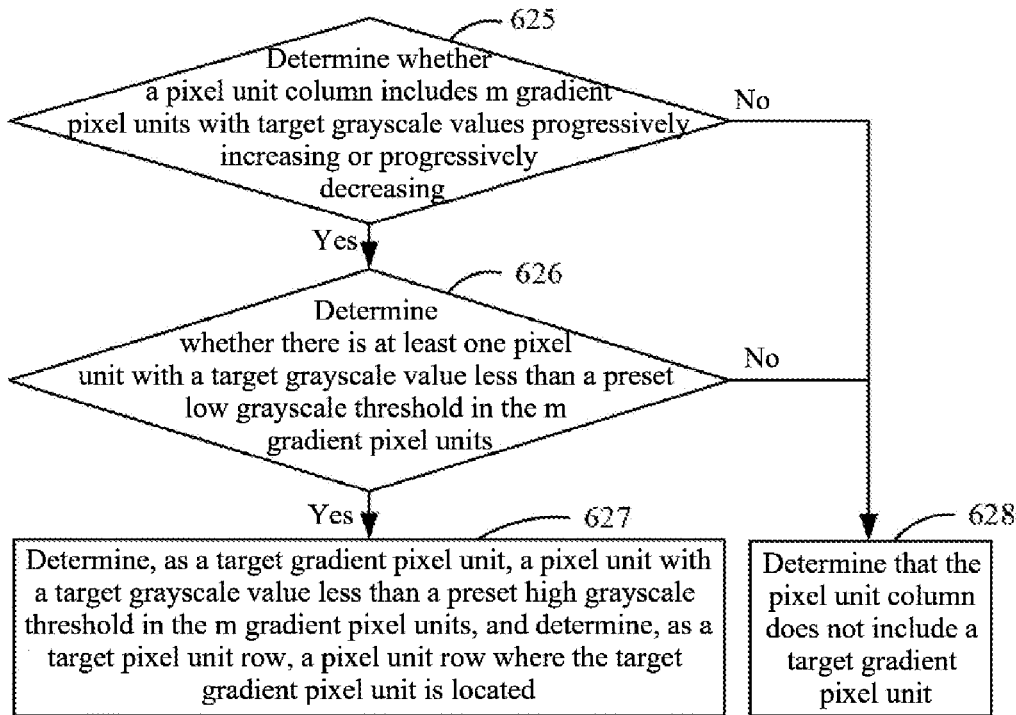 625
Determine whether
a pixel unit column includes m gradient
pixel units with target grayscale values progressively
increasing or progressively
decreasing
No
Yes
626
Determine
whether there is at least one pixel
unit with a target grayscale value less than a preset
low grayscale threshold in the m
gradient pixel units
No
Yes
627
Determine, as a target gradient pixel unit, a pixel unit with
a target grayscale value less than a preset high grayscale
threshold in the m gradient pixel units, and determine, as a
target pixel unit row, a pixel unit row where the target
gradient pixel unit is located
628
Determine that the
pixel unit column
does not include a
target gradient
pixel unit